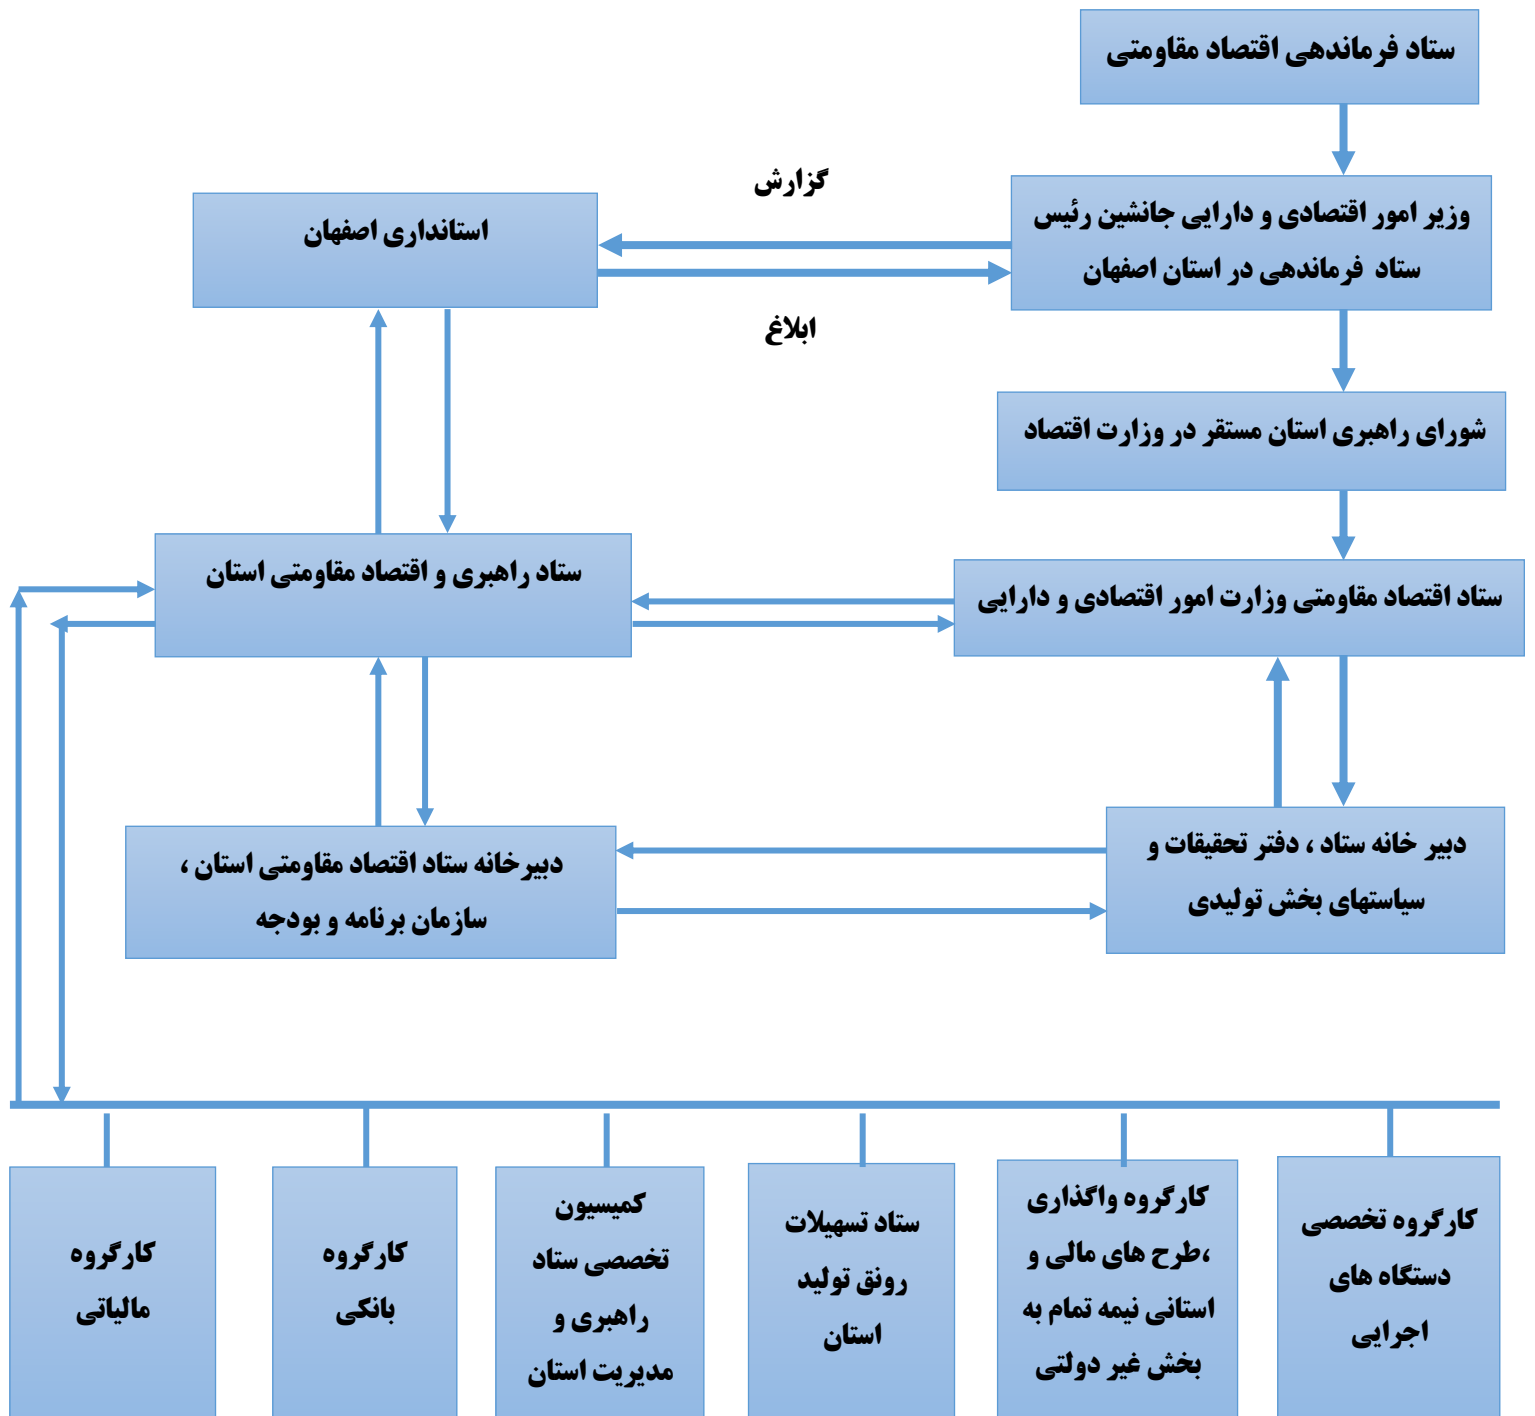 ستاد فرماندهی اقتصاد مقاومتی
گزارش
وزیر امور اقتصادی و دارایی جانشین رئیس
ستاد فرماندهی در استان اصفهان
استانداری اصفهان
ابلاغ
شورای راهبری استان مستقر در وزارت اقتصاد
ستاد اقتصاد مقاومتی وزارت امور اقتصادی و دارایی
ستاد راهبری و اقتصاد مقاومتی استان
دبیر خانه ستاد ، دفتر تحقیقات و
سیاستهای بخش تولیدی
دبیرخانه ستاد اقتصاد مقاومتی استان ،
سازمان برنامه و بودجه
کارگروه تخصصی
دستگاه های
اجرایی
کارگروه واگذاری
،طرح های مالی و
استانی نیمه تمام به
بخش غیر دولتی
ستاد تسهیلات
رونق تولید
استان
کمیسیون
تخصصی ستاد
راهبری و
مدیریت استان
کارگروه
بانکی
کارگروه
مالیاتی